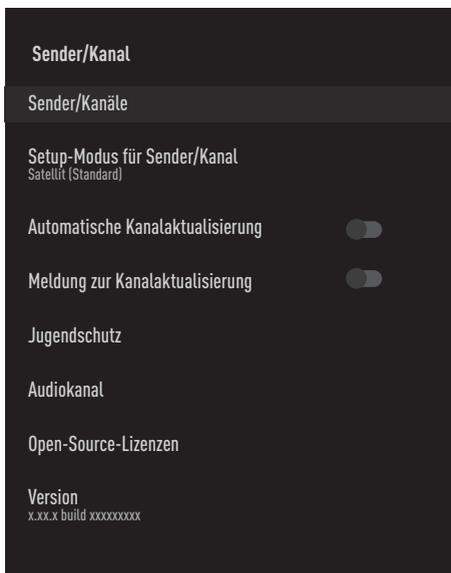 Sender/Kanal
Sender/Kanäle
Setup-Modus für Sender/Kanal
Satellit (Standard)
Automatische Kanalaktualisierung
Meldung zur Kanalaktualisierung
Jugendschutz
Audiokanal
Open-Source-Lizenzen
Version
x.xx.x build xxxxxxxxx